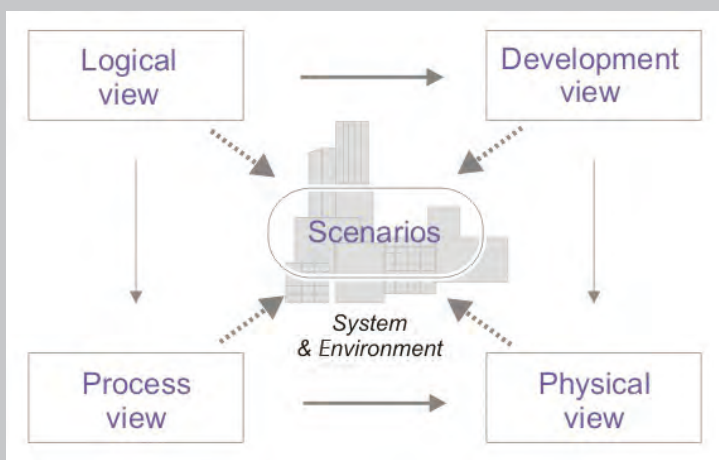 Logical
view
Development
view
Scenarios
System
& Environment
Process
view
Physical
view